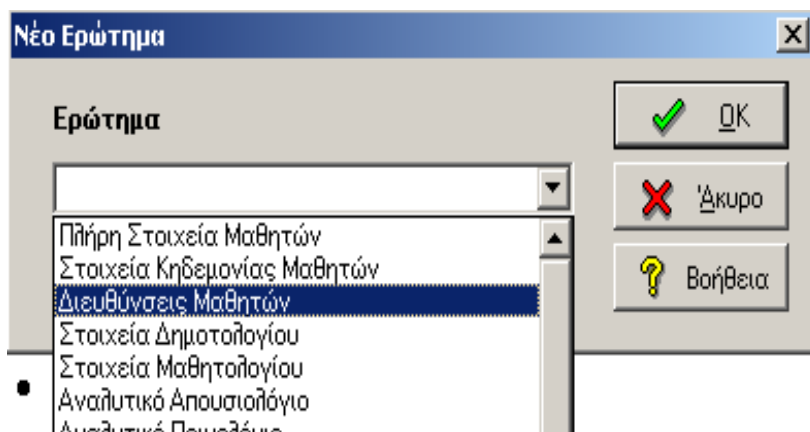 Νέο Ερώτημα
Ερώτημα
OK
Άκυρο
Βοήθεια
Πλήρη Στοιχεία Μαθητών
Στοιχεία Κηδεμονίας Μαθητών
Διευθύνσεις Μαθητών
Στοιχεία Δημοτολογίου
Στοιχεία Μαθητολογίου
Αναλυτικό Απουσιολόγιο
Αναλυτικό